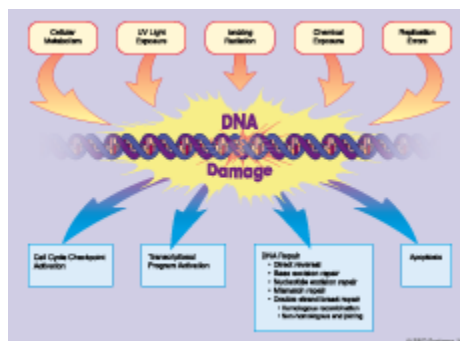 Cellular
Metabolism
UV Light
Exposure
Ionizing
Radiation
Chemical
Exposure
Replication
Errors
DNA
Damage
Cell Cycle Checkpoint
Activation
Transcriptional
Program Activation
DNA Repair
• Direct reversal
• Base excision repair
• Nucleotide excision repair
• Mismatch repair
• Double strand break repair
• Homologous recombination
• Non-homologous end joining
Apoptosis